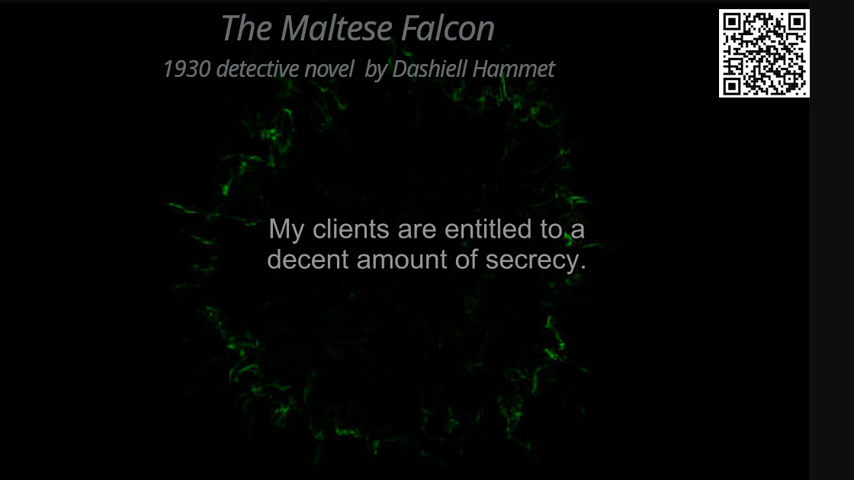 The Maltese Falcon
1930 detective novel by Dashiell Hammet
My clients are entitled to a
decent amount of secrecy.